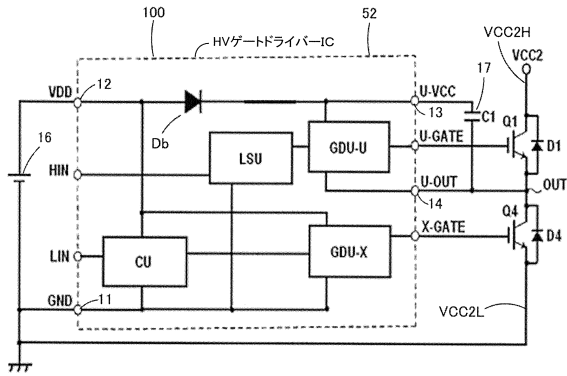 100
HVゲートドライバーIC
52
VCC2H
VCC2
VDD
12
U-VCC
17
13
C1
Q1
Db
U-GATE
D1
16
LSU
GDU-U
HIN
U-OUT
14
OUT
X-GATE
Q4
D4
LIN
CU
GDU-X
GND
11
VCC2L